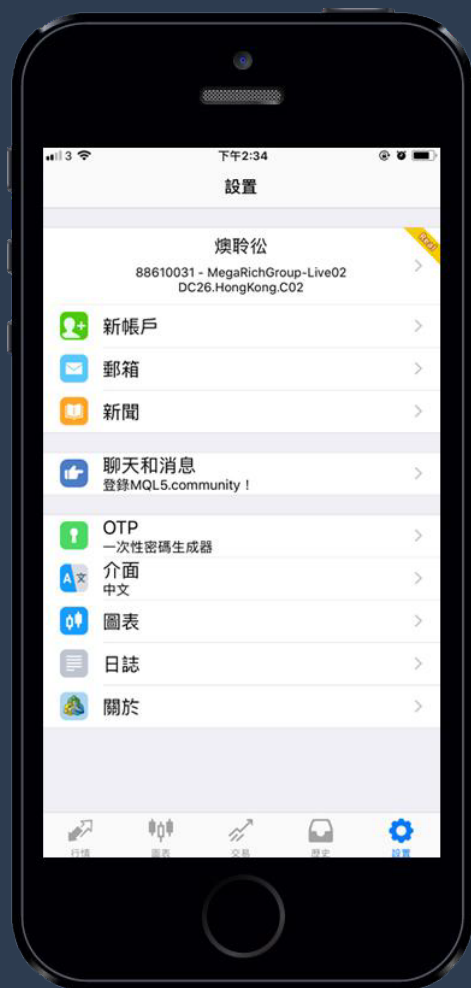 3
下午2:34
設置
燠聆彸
88610031 - MegaRichGroup-Live02
DC26.HongKong.C02
Real
新帳戶
郵箱
新聞
聊天和消息
登錄MQL5.community！
OTP
一次性密碼生成器
介面
中文
圖表
日誌
關於
行情
圖表
交易
歷史
設置